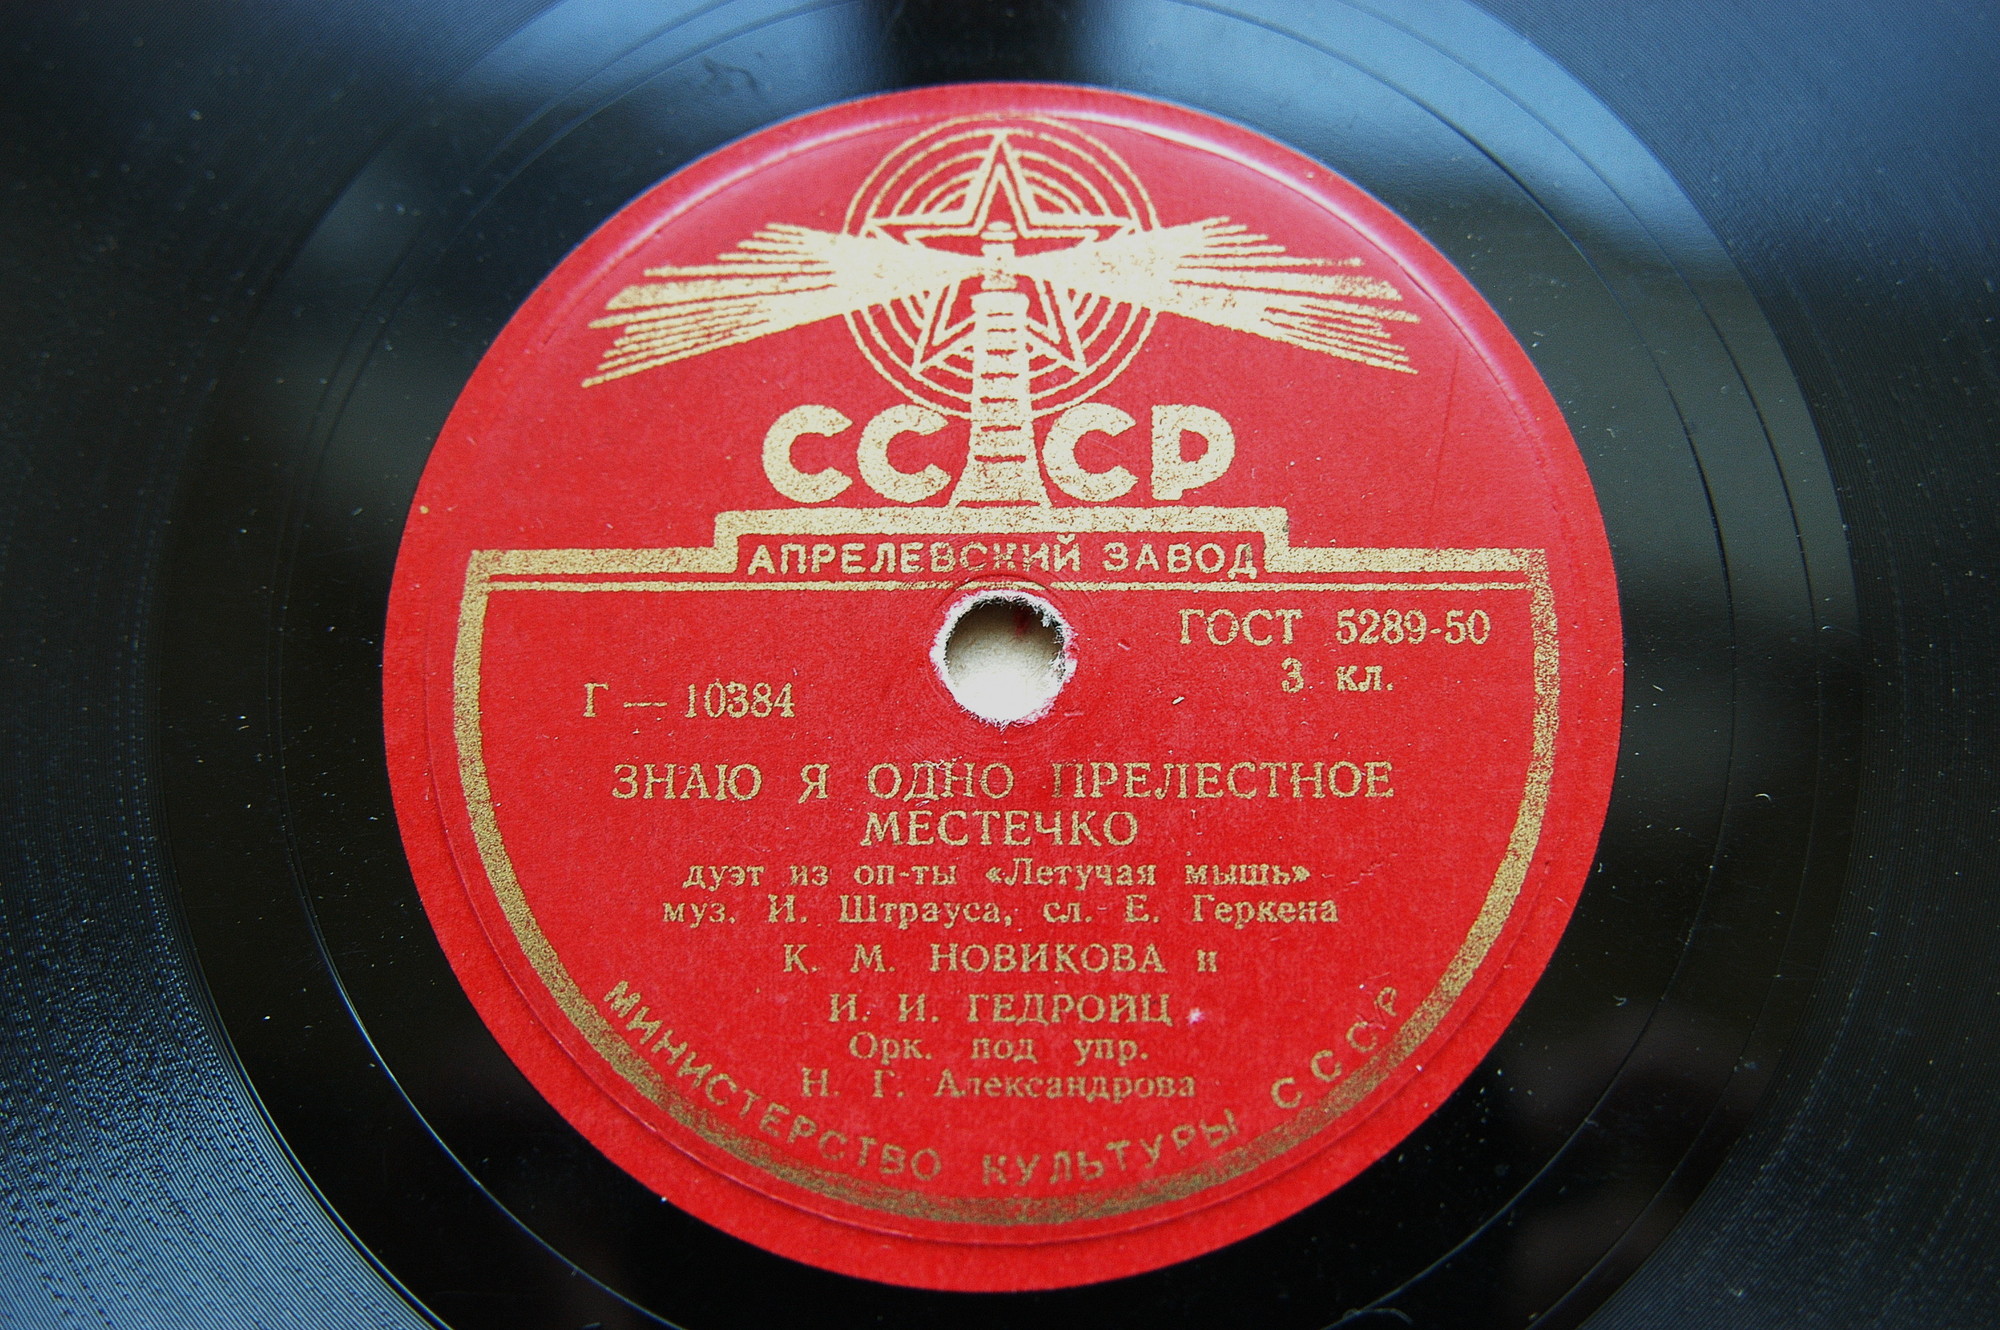 СССР
АПРЕЛЕВСКИЙ ЗАВОД
ГОСТ 5289-50
3 кл.
Г — 10384
ЗНАЮ Я ОДНО ПРЕЛЕСТНОЕ
МЕСТЕЧКО
дуэт из оп-ты «Летучая мышь»
муз. И. Штрауса, сл. Е. Геркена
К. М. НОВИКОВА и
И. И. ГЕДРОЙЦ
Орк. под упр.
Н. Г. Александрова
МИНИСТЕРСТВО КУЛЬТУРЫ СССР